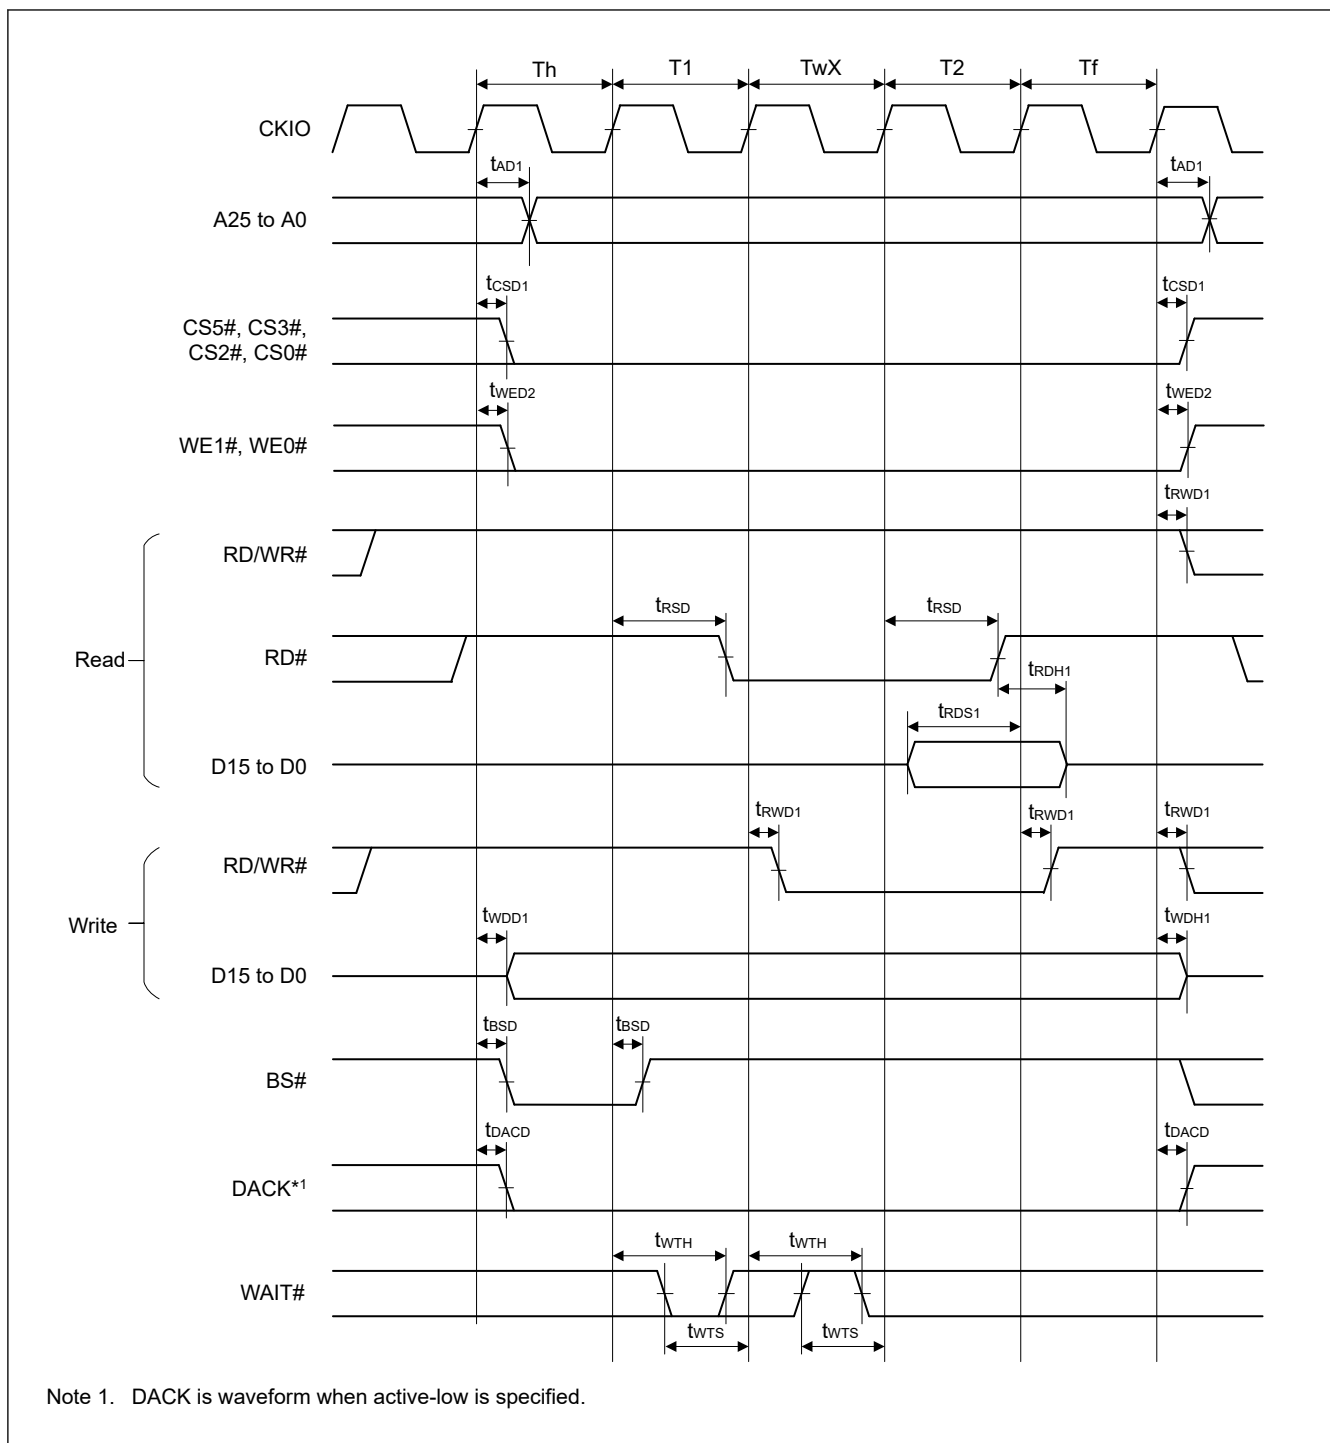 Th T1 TwX T2 Tf
CKIO
tAD1 tAD1
A25 to A0
tCSD1 tCSD1
CS5#, CS3#,
CS2#, CS0#
tWED2 tWED2
WE1#, WE0#
tRWD1
RD/WR#
tRSD tRSD
Read
RD#
tRDH1
tRDS1
D15 to D0
tRWD1 tRWD1 tRWD1
RD/WR#
Write
tWDD1 tWDH1
D15 to D0
tBSD tBSD
BS#
tDACD tDACD
DACK*1
tWTH tWTH
WAIT#
tWTS tWTS
Note 1. DACK is waveform when active-low is specified.